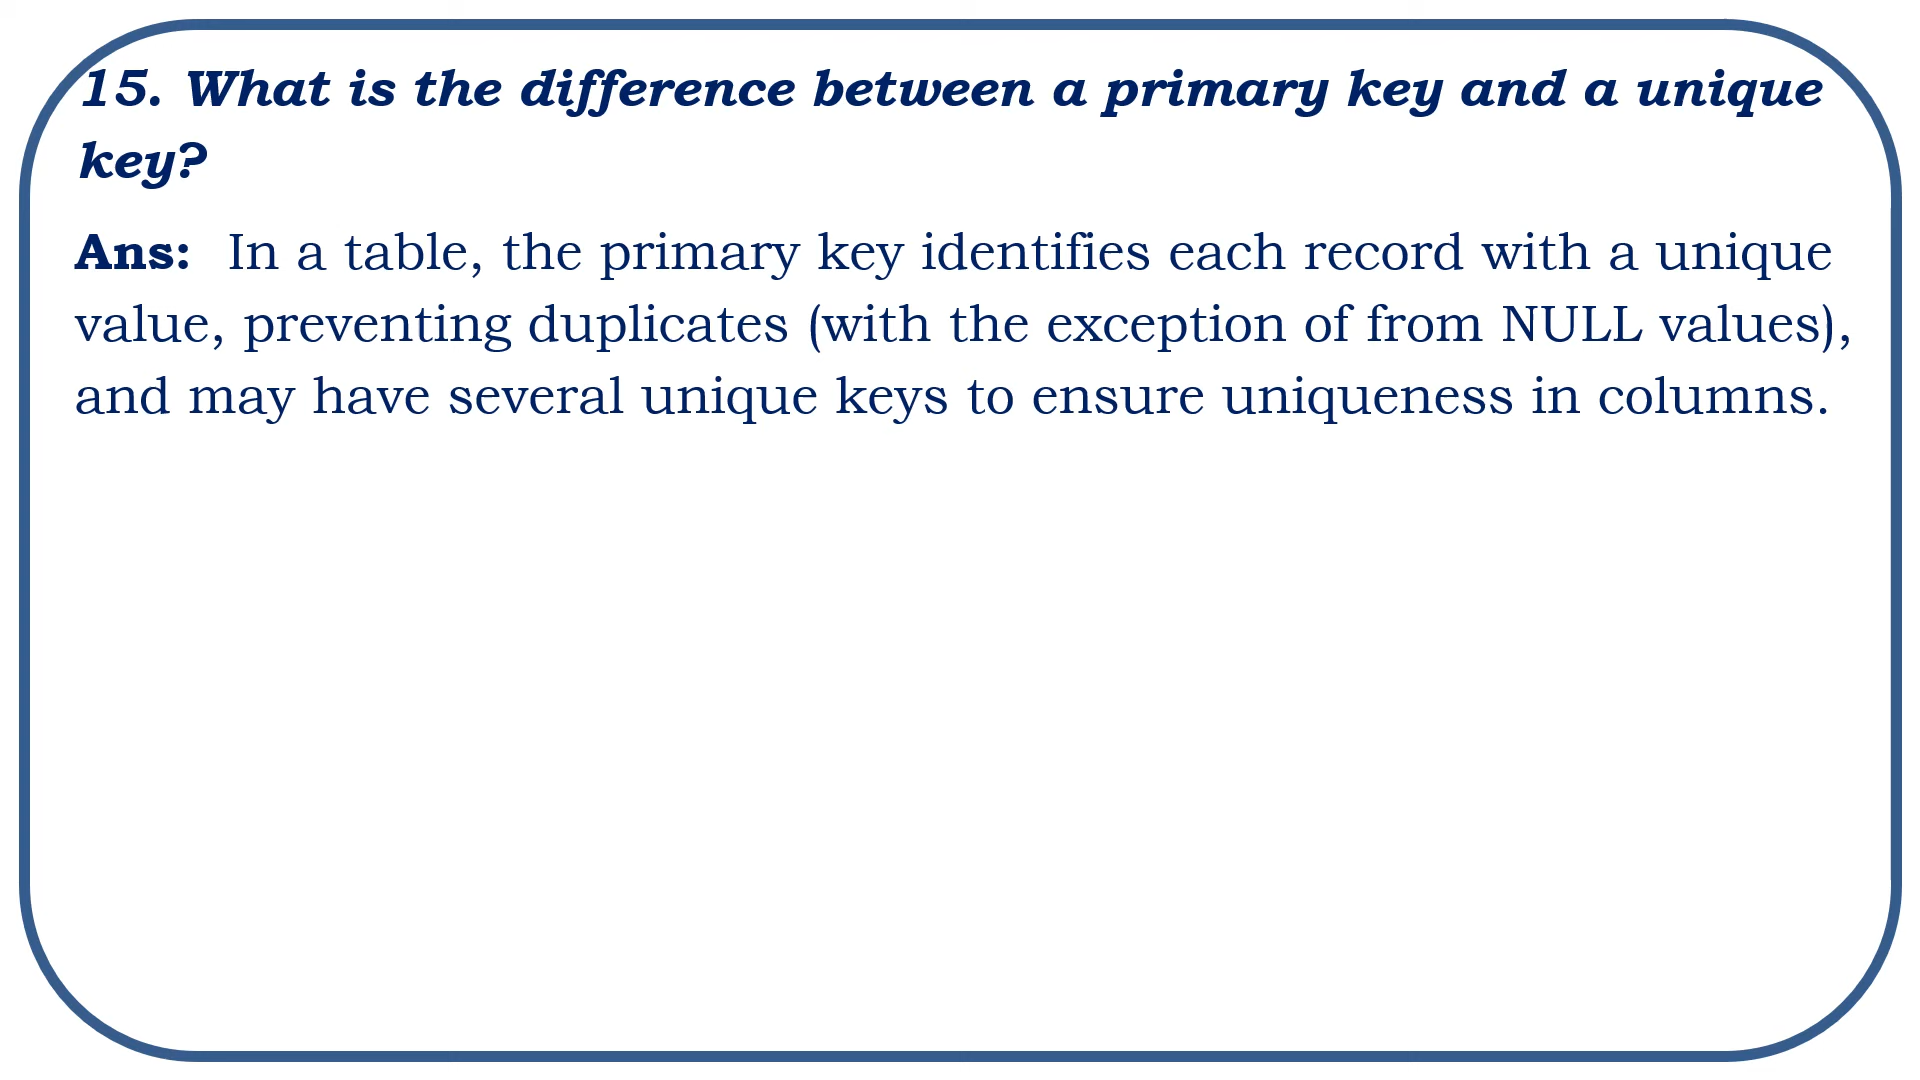 15. What is the difference between a primary key and a unique
key?
Ans: In a table, the primary key identifies each record with a unique
value, preventing duplicates (with the exception of from NULL values),
and may have several unique keys to ensure uniqueness in columns.